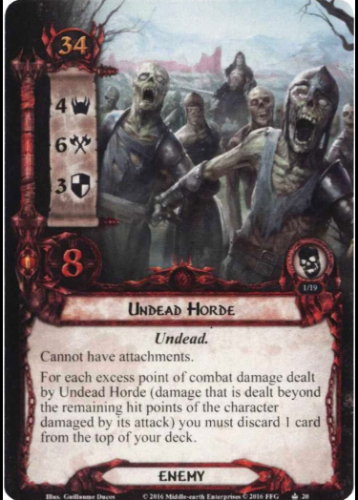 34
4
6
3
8
1/19
UNDEAD HORDE
Undead.
Cannot have attachments.
For each excess point of combat damage dealt
by Undead Horde (damage that is dealt beyond
the remaining hit points of the character
damaged by its attack) you must discard 1 card
from the top of your deck.
ENEMY
Illus. Guillaume Ducos © 2016 Middle-earth Enterprises © 2016 FFG 20